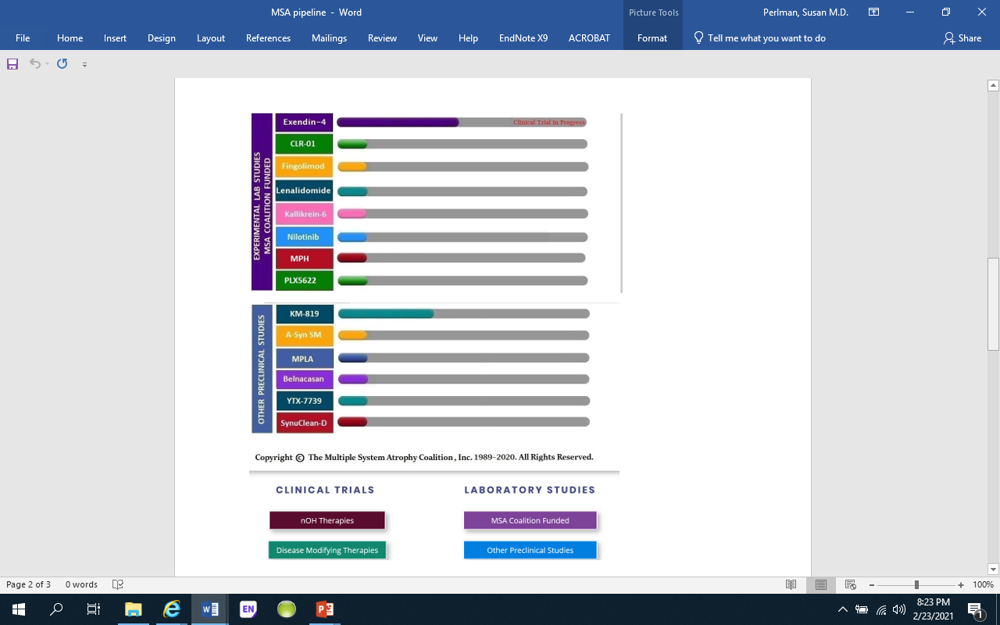 MSA pipeline - Word
Picture Tools
Perlman, Susan M.D.
File Home Insert Design Layout References Mailings Review View Help EndNote X9 ACROBAT Format Tell me what you want to do Share
EXPERIMENTAL LAB STUDIES
MSA COALITION FUNDED
Exendin-4
Clinical Trial in Progress
CLR-01
Fingolimod
Lenalidomide
Kallikrein-6
Nilotinib
MPH
PLX5622
OTHER PRECLINICAL STUDIES
KM-819
A-Syn SM
MPLA
Belnacasan
YTX-7739
SynuClean-D
Copyright © The Multiple System Atrophy Coalition, Inc. 1989-2020. All Rights Reserved.
CLINICAL TRIALS
LABORATORY STUDIES
nOH Therapies
MSA Coalition Funded
Disease Modifying Therapies
Other Preclinical Studies
Page 2 of 3 0 words
100%
EN
8:23 PM
2/23/2021
1